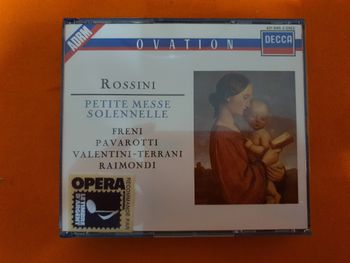 ADRM
OVATION
DECCA
ROSSINI
PETITE MESSE
SOLENNELLE
FRENI
PAVAROTTI
VALENTINI-TERRANI
RAIMONDI
OPERA